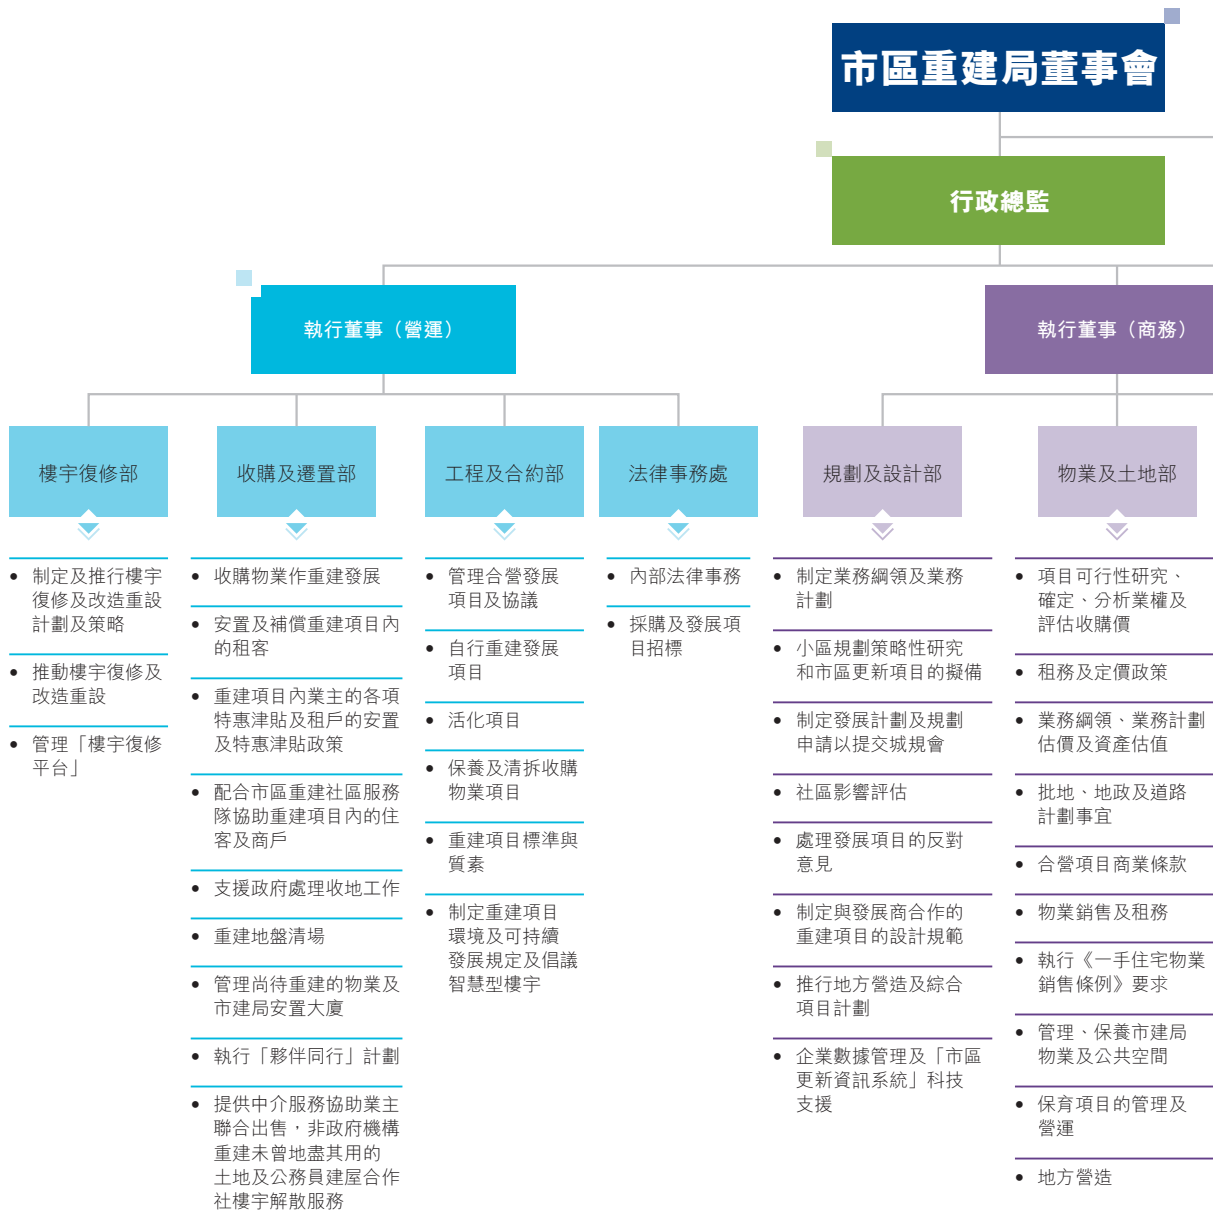 市區重建局董事會
行政總監
執行董事（營運）
執行董事（商務）
樓宇復修部
收購及遷置部
工程及合約部
法律事務處
規劃及設計部
物業及土地部
• 制定及推行樓宇
復修及改造重設
計劃及策略
• 推動樓宇復修及
改造重設
• 管理「樓宇復修
平台」
• 收購物業作重建發展
• 安置及補償重建項目內
的租客
• 重建項目內業主的各項
特惠津貼及租戶的安置
及特惠津貼政策
• 配合市區重建社區服務
隊協助重建項目內的住
客及商戶
• 支援政府處理收地工作
• 重建地盤清場
• 管理尚待重建的物業及
市建局安置大廈
• 執行「夥伴同行」計劃
• 提供中介服務協助業主
聯合出售，非政府機構
重建未曾地盡其用的
土地及公務員建屋合作
社樓宇解散服務
• 管理合營發展
項目及協議
• 自行重建發展
項目
• 活化項目
• 保養及清拆收購
物業項目
• 重建項目標準與
質素
• 制定重建項目
環境及可持續
發展規定及倡議
智慧型樓宇
• 內部法律事務
• 採購及發展項
目招標
• 制定業務綱領及業務
計劃
• 小區規劃策略性研究
和市區更新項目的擬備
• 制定發展計劃及規劃
申請以提交城規會
• 社區影響評估
• 處理發展項目的反對
意見
• 制定與發展商合作的
重建項目的設計規範
• 推行地方營造及綜合
項目計劃
• 企業數據管理及「市區
更新資訊系統」科技
支援
• 項目可行性研究、
確定、分析業權及
評估收購價
• 租務及定價政策
• 業務綱領、業務計劃
估價及資產估值
• 批地、地政及道路
計劃事宜
• 合營項目商業條款
• 物業銷售及租務
• 執行《一手住宅物業
銷售條例》要求
• 管理、保養市建局
物業及公共空間
• 保育項目的管理及
營運
• 地方營造